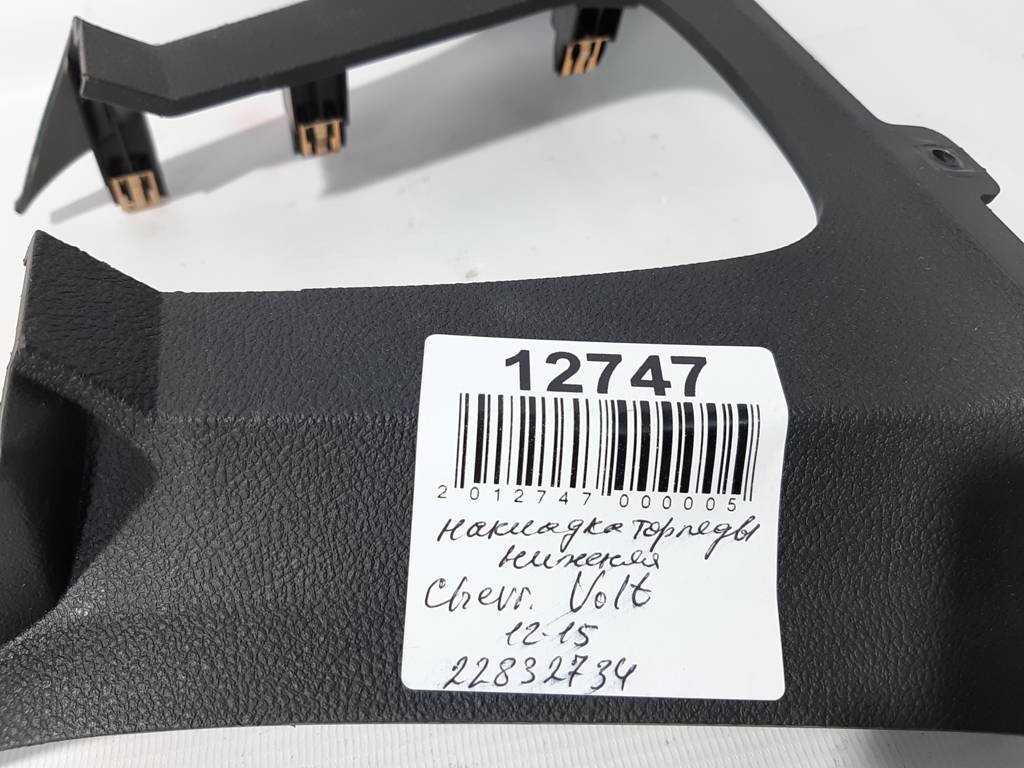 12747
2 012747 000005
накладка торпеды
нижняя
Chevr. Volt
12-15
22832734